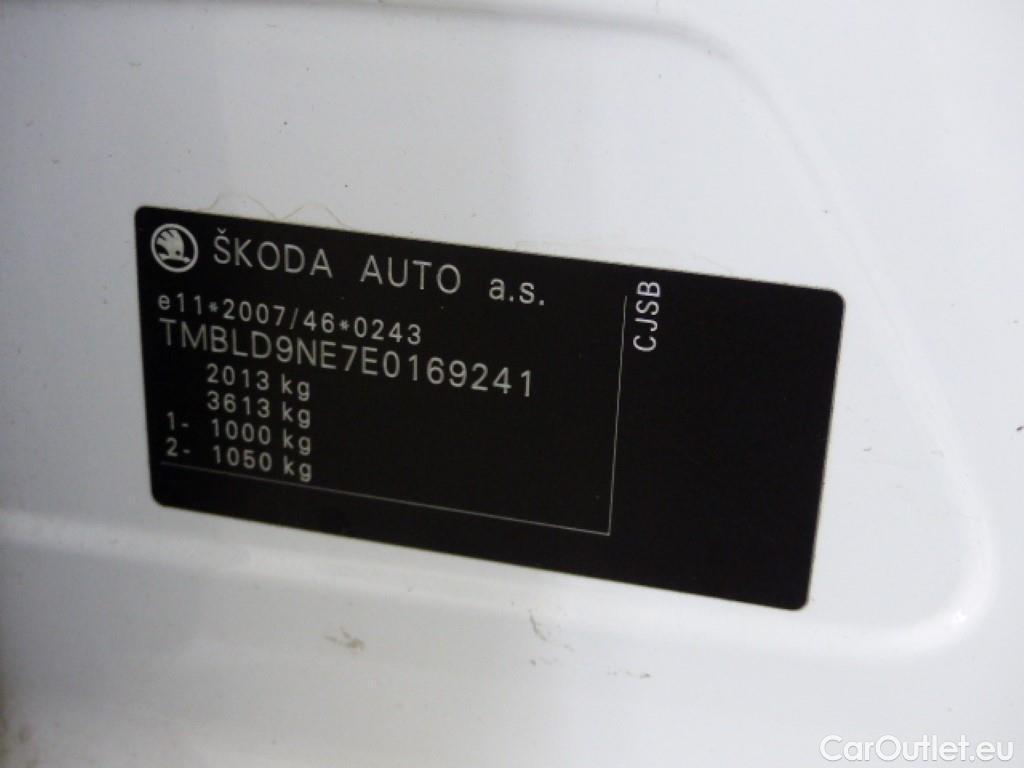 ŠKODA AUTO a.s.
e11*2007/46*0243
TMBLD9NE7E0169241
2013 kg
3613 kg
1- 1000 kg
2- 1050 kg
CJSB
CarOutlet.eu